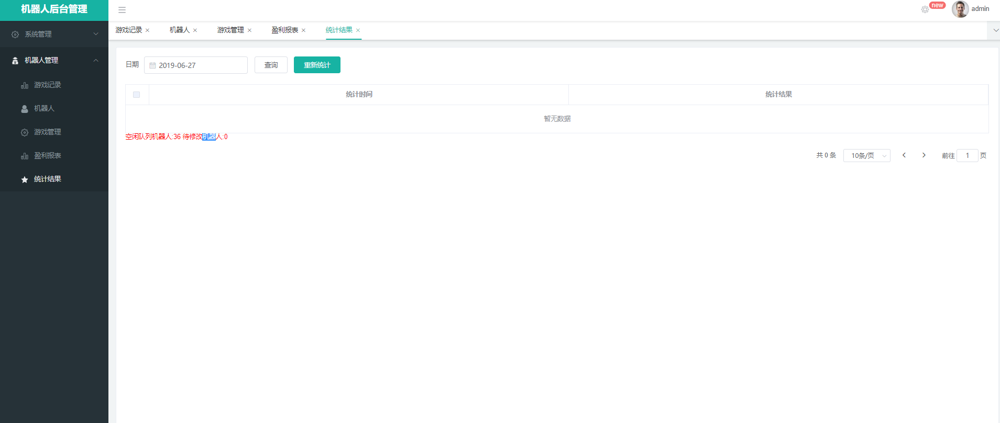 机器人后台管理
new
admin
系统管理
机器人管理
游戏记录
机器人
游戏管理
盈利报表
统计结果
游戏记录 机器人 游戏管理 盈利报表 统计结果
日期 2019-06-27 查询 重新统计
统计时间 统计结果
暂无数据
空闲队列机器人:36 待修改机器人:0
共 0 条 10条/页 前往 1 页